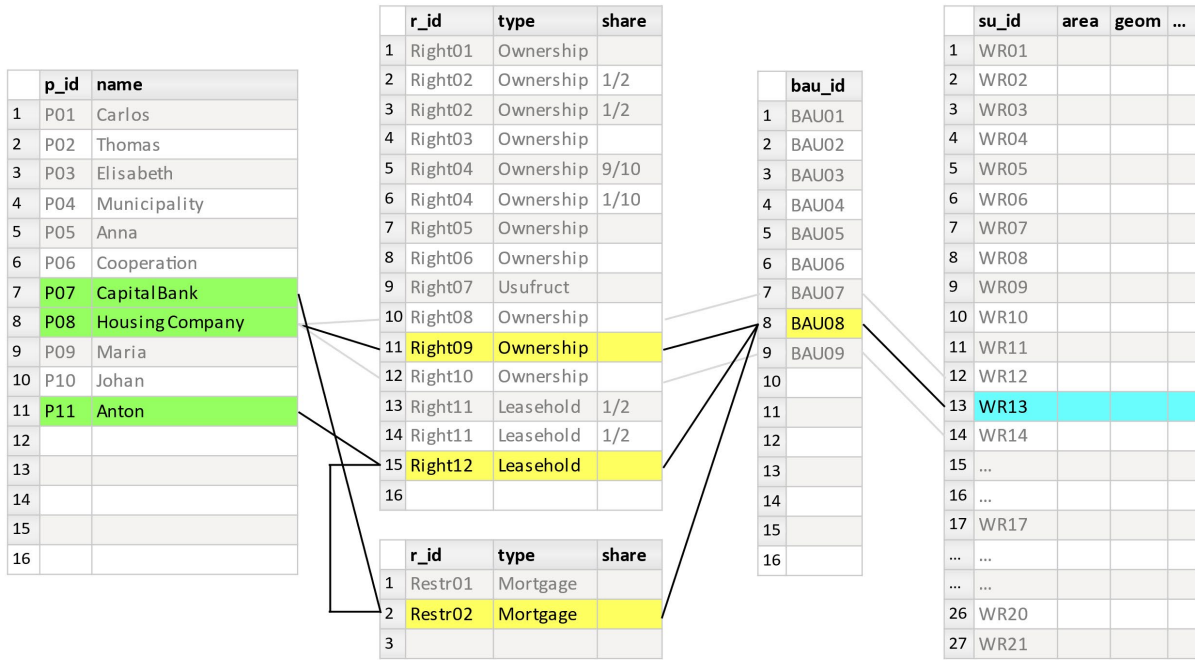 p_id name
1 P01 Carlos
2 P02 Thomas
3 P03 Elisabeth
4 P04 Municipality
5 P05 Anna
6 P06 Cooperation
7 P07 CapitalBank
8 P08 Housing Company
9 P09 Maria
10 P10 Johan
11 P11 Anton
12
13
14
15
16
r_id type share
1 Right01 Ownership
2 Right02 Ownership 1/2
3 Right02 Ownership 1/2
4 Right03 Ownership
5 Right04 Ownership 9/10
6 Right04 Ownership 1/10
7 Right05 Ownership
8 Right06 Ownership
9 Right07 Usufruct
10 Right08 Ownership
11 Right09 Ownership
12 Right10 Ownership
13 Right11 Leasehold 1/2
14 Right11 Leasehold 1/2
15 Right12 Leasehold
16
r_id type share
1 Restr01 Mortgage
2 Restr02 Mortgage
3
bau_id
1 BAU01
2 BAU02
3 BAU03
4 BAU04
5 BAU05
6 BAU06
7 BAU07
8 BAU08
9 BAU09
10
11
12
13
14
15
16
su_id area geom ...
1 WR01
2 WR02
3 WR03
4 WR04
5 WR05
6 WR06
7 WR07
8 WR08
9 WR09
10 WR10
11 WR11
12 WR12
13 WR13
14 WR14
15 ...
16 ...
17 WR17
... ...
... ...
26 WR20
27 WR21